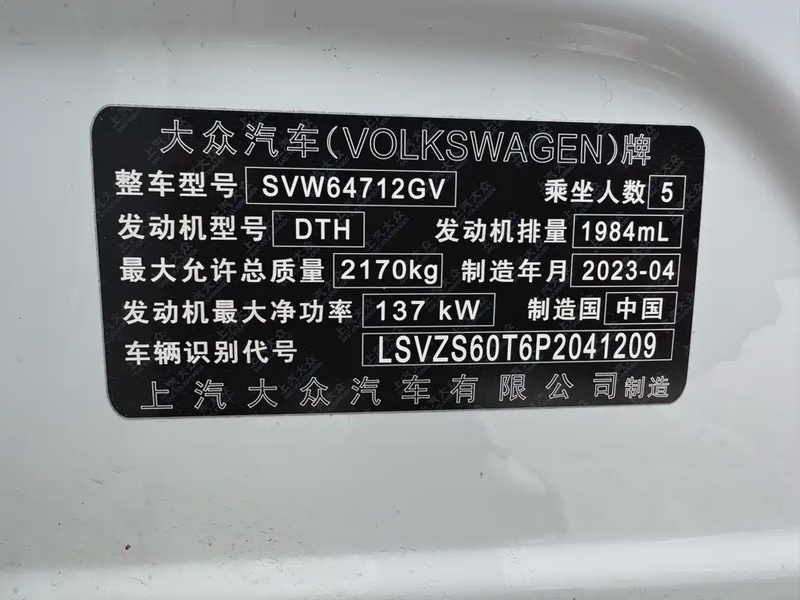 大众汽车(VOLKSWAGEN)牌
整车型号 SVW64712GV 乘坐人数 5
发动机型号 DTH 发动机排量 1984mL
最大允许总质量 2170kg 制造年月 2023-04
发动机最大净功率 137 kW 制造国 中国
车辆识别代号 LSVZS60T6P2041209
上汽大众汽车有限公司制造